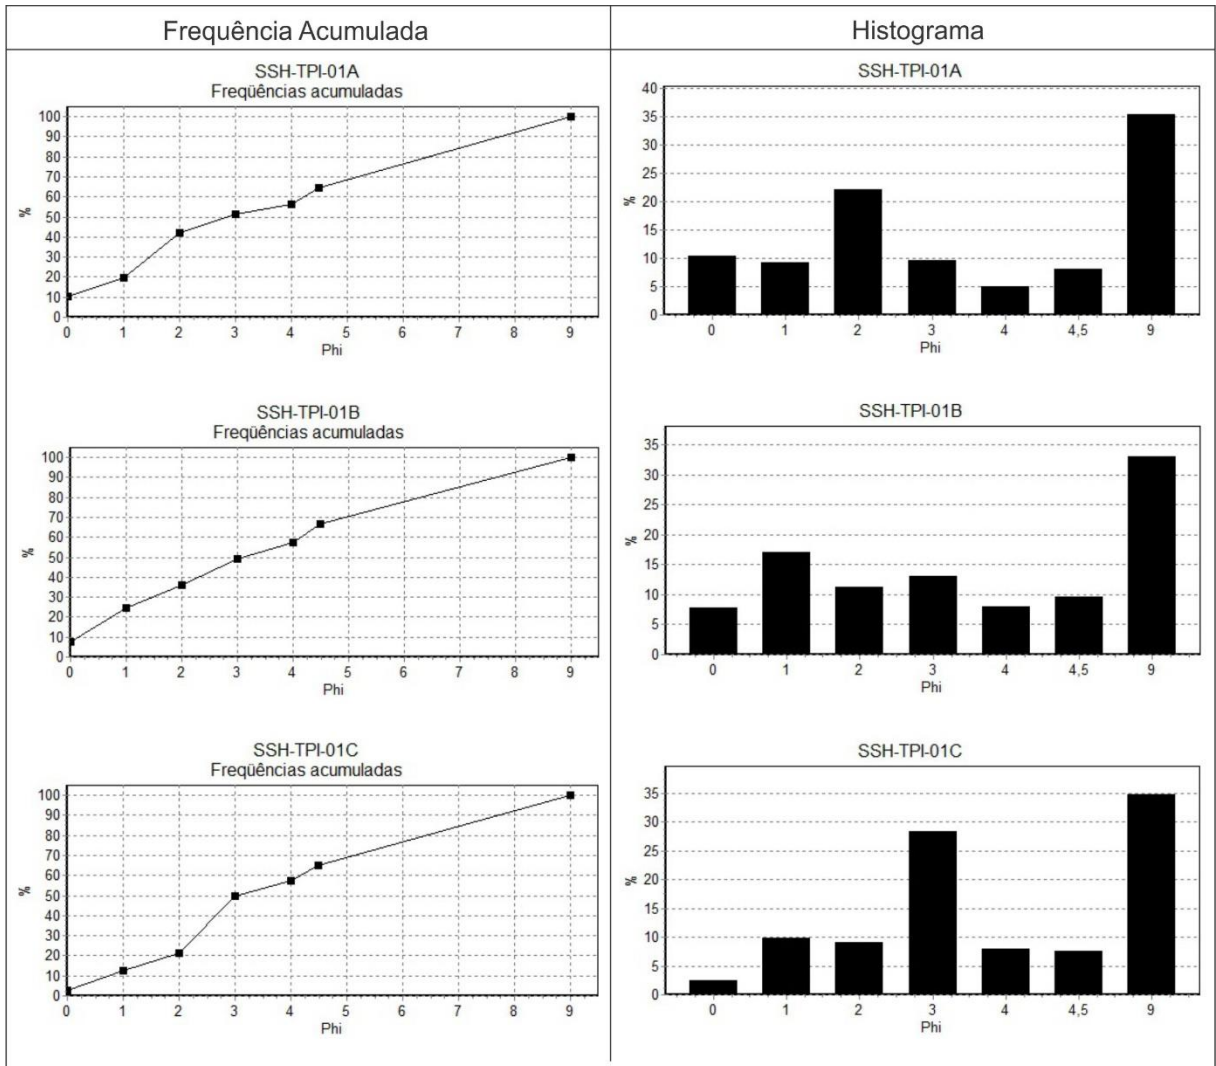 Frequência Acumulada
Histograma
SSH-TPI-01A
Freqüências acumuladas
100
90
80
70
60
50
40
30
20
10
0
%
0 1 2 3 4 5 6 7 8 9
Phi
SSH-TPI-01A
40
35
30
25
20
15
10
5
0
%
0 1 2 3 4 4,5 9
Phi
SSH-TPI-01B
Freqüências acumuladas
100
90
80
70
60
50
40
30
20
10
0
%
0 1 2 3 4 5 6 7 8 9
Phi
SSH-TPI-01B
35
30
25
20
15
10
5
0
%
0 1 2 3 4 4,5 9
Phi
SSH-TPI-01C
Freqüências acumuladas
100
90
80
70
60
50
40
30
20
10
0
%
0 1 2 3 4 5 6 7 8 9
Phi
SSH-TPI-01C
35
30
25
20
15
10
5
0
%
0 1 2 3 4 4,5 9
Phi